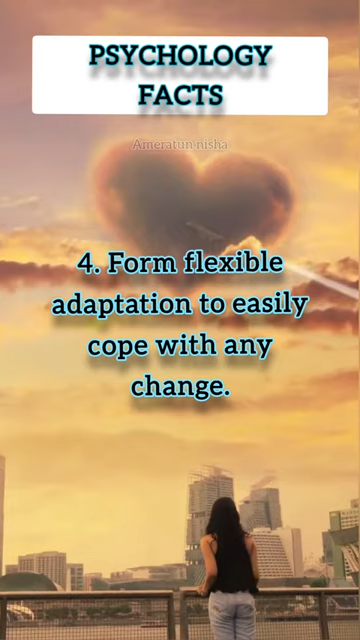 PSYCHOLOGY
FACTS
Ameratun nisha
4. Form flexible
adaptation to easily
cope with any
change.